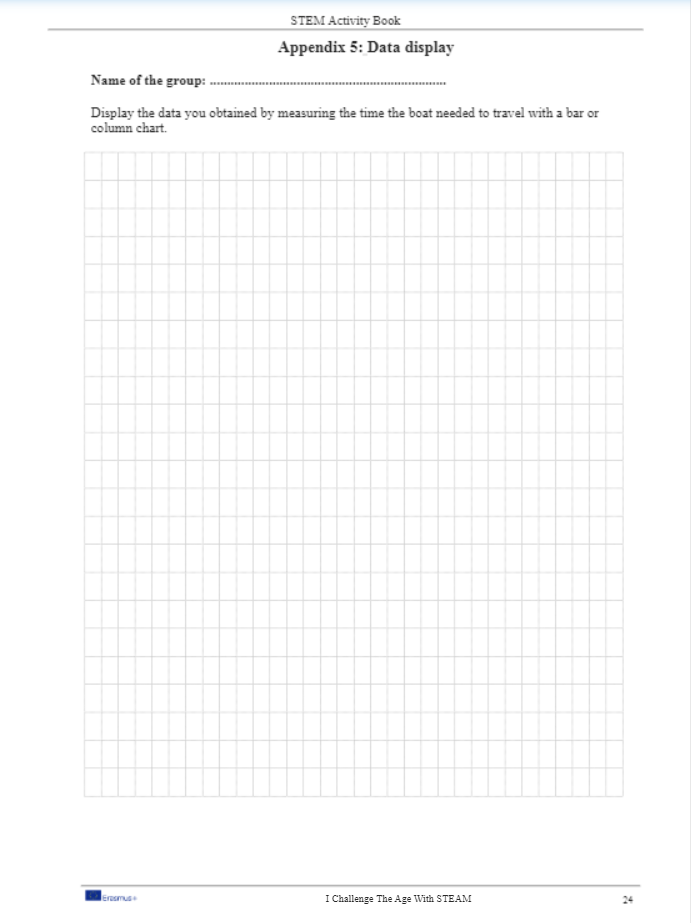 STEM Activity Book
Appendix 5: Data display
Name of the group: ....................................................................
Display the data you obtained by measuring the time the boat needed to travel with a bar or
column chart.
Erasmus+
I Challenge The Age With STEAM
24